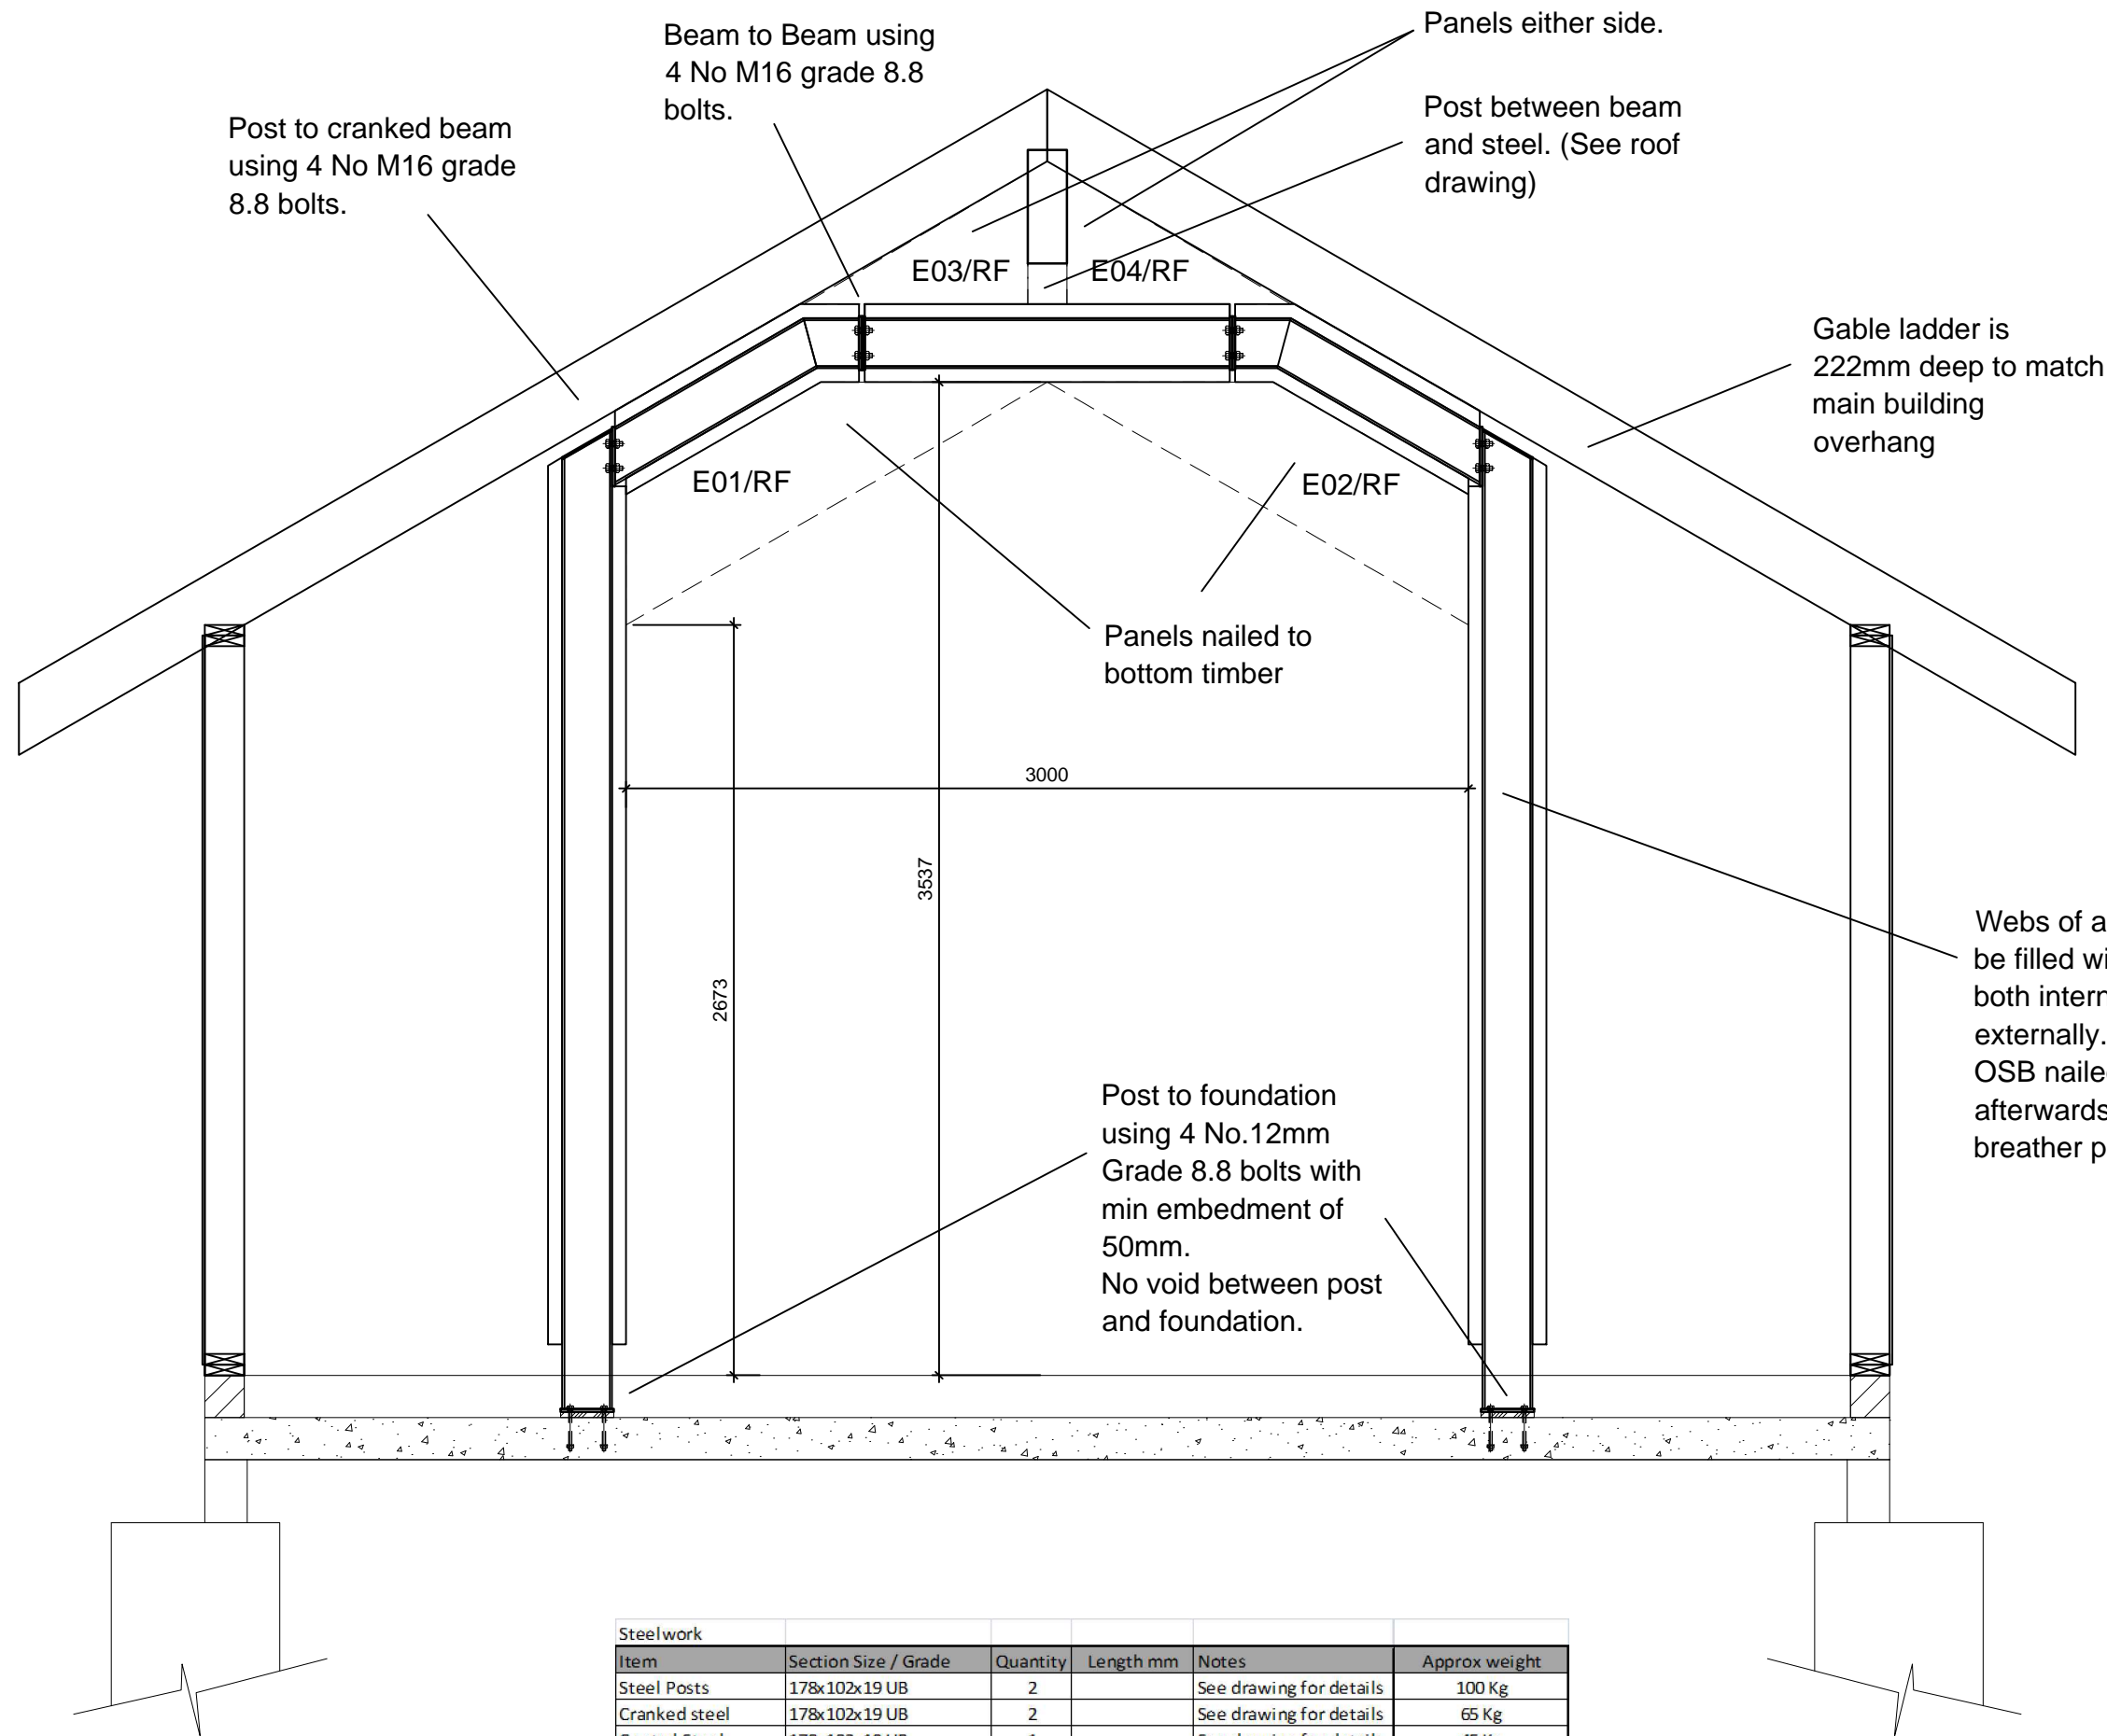 Beam to Beam using
4 No M16 grade 8.8
bolts.
Panels either side.
Post between beam
and steel. (See roof
drawing)
Post to cranked beam
using 4 No M16 grade
8.8 bolts.
E03/RF
E04/RF
Gable ladder is
222mm deep to match
main building
overhang
E01/RF
E02/RF
Panels nailed to
bottom timber
3000
3537
2673
Webs of a
be filled
both
externally.
OSB
breather
Post to foundation
using 4 No.12mm
Grade 8.8 bolts with
min embedment of
50mm.
No void between post
and foundation.
Steelwork
Item Section Size / Grade Quantity Length mm Notes Approx weight
Steel Posts 178x102x19 UB 2 See drawing for details 100 Kg
Cranked steel 178x102x19 UB 2 See drawing for details 65 Kg